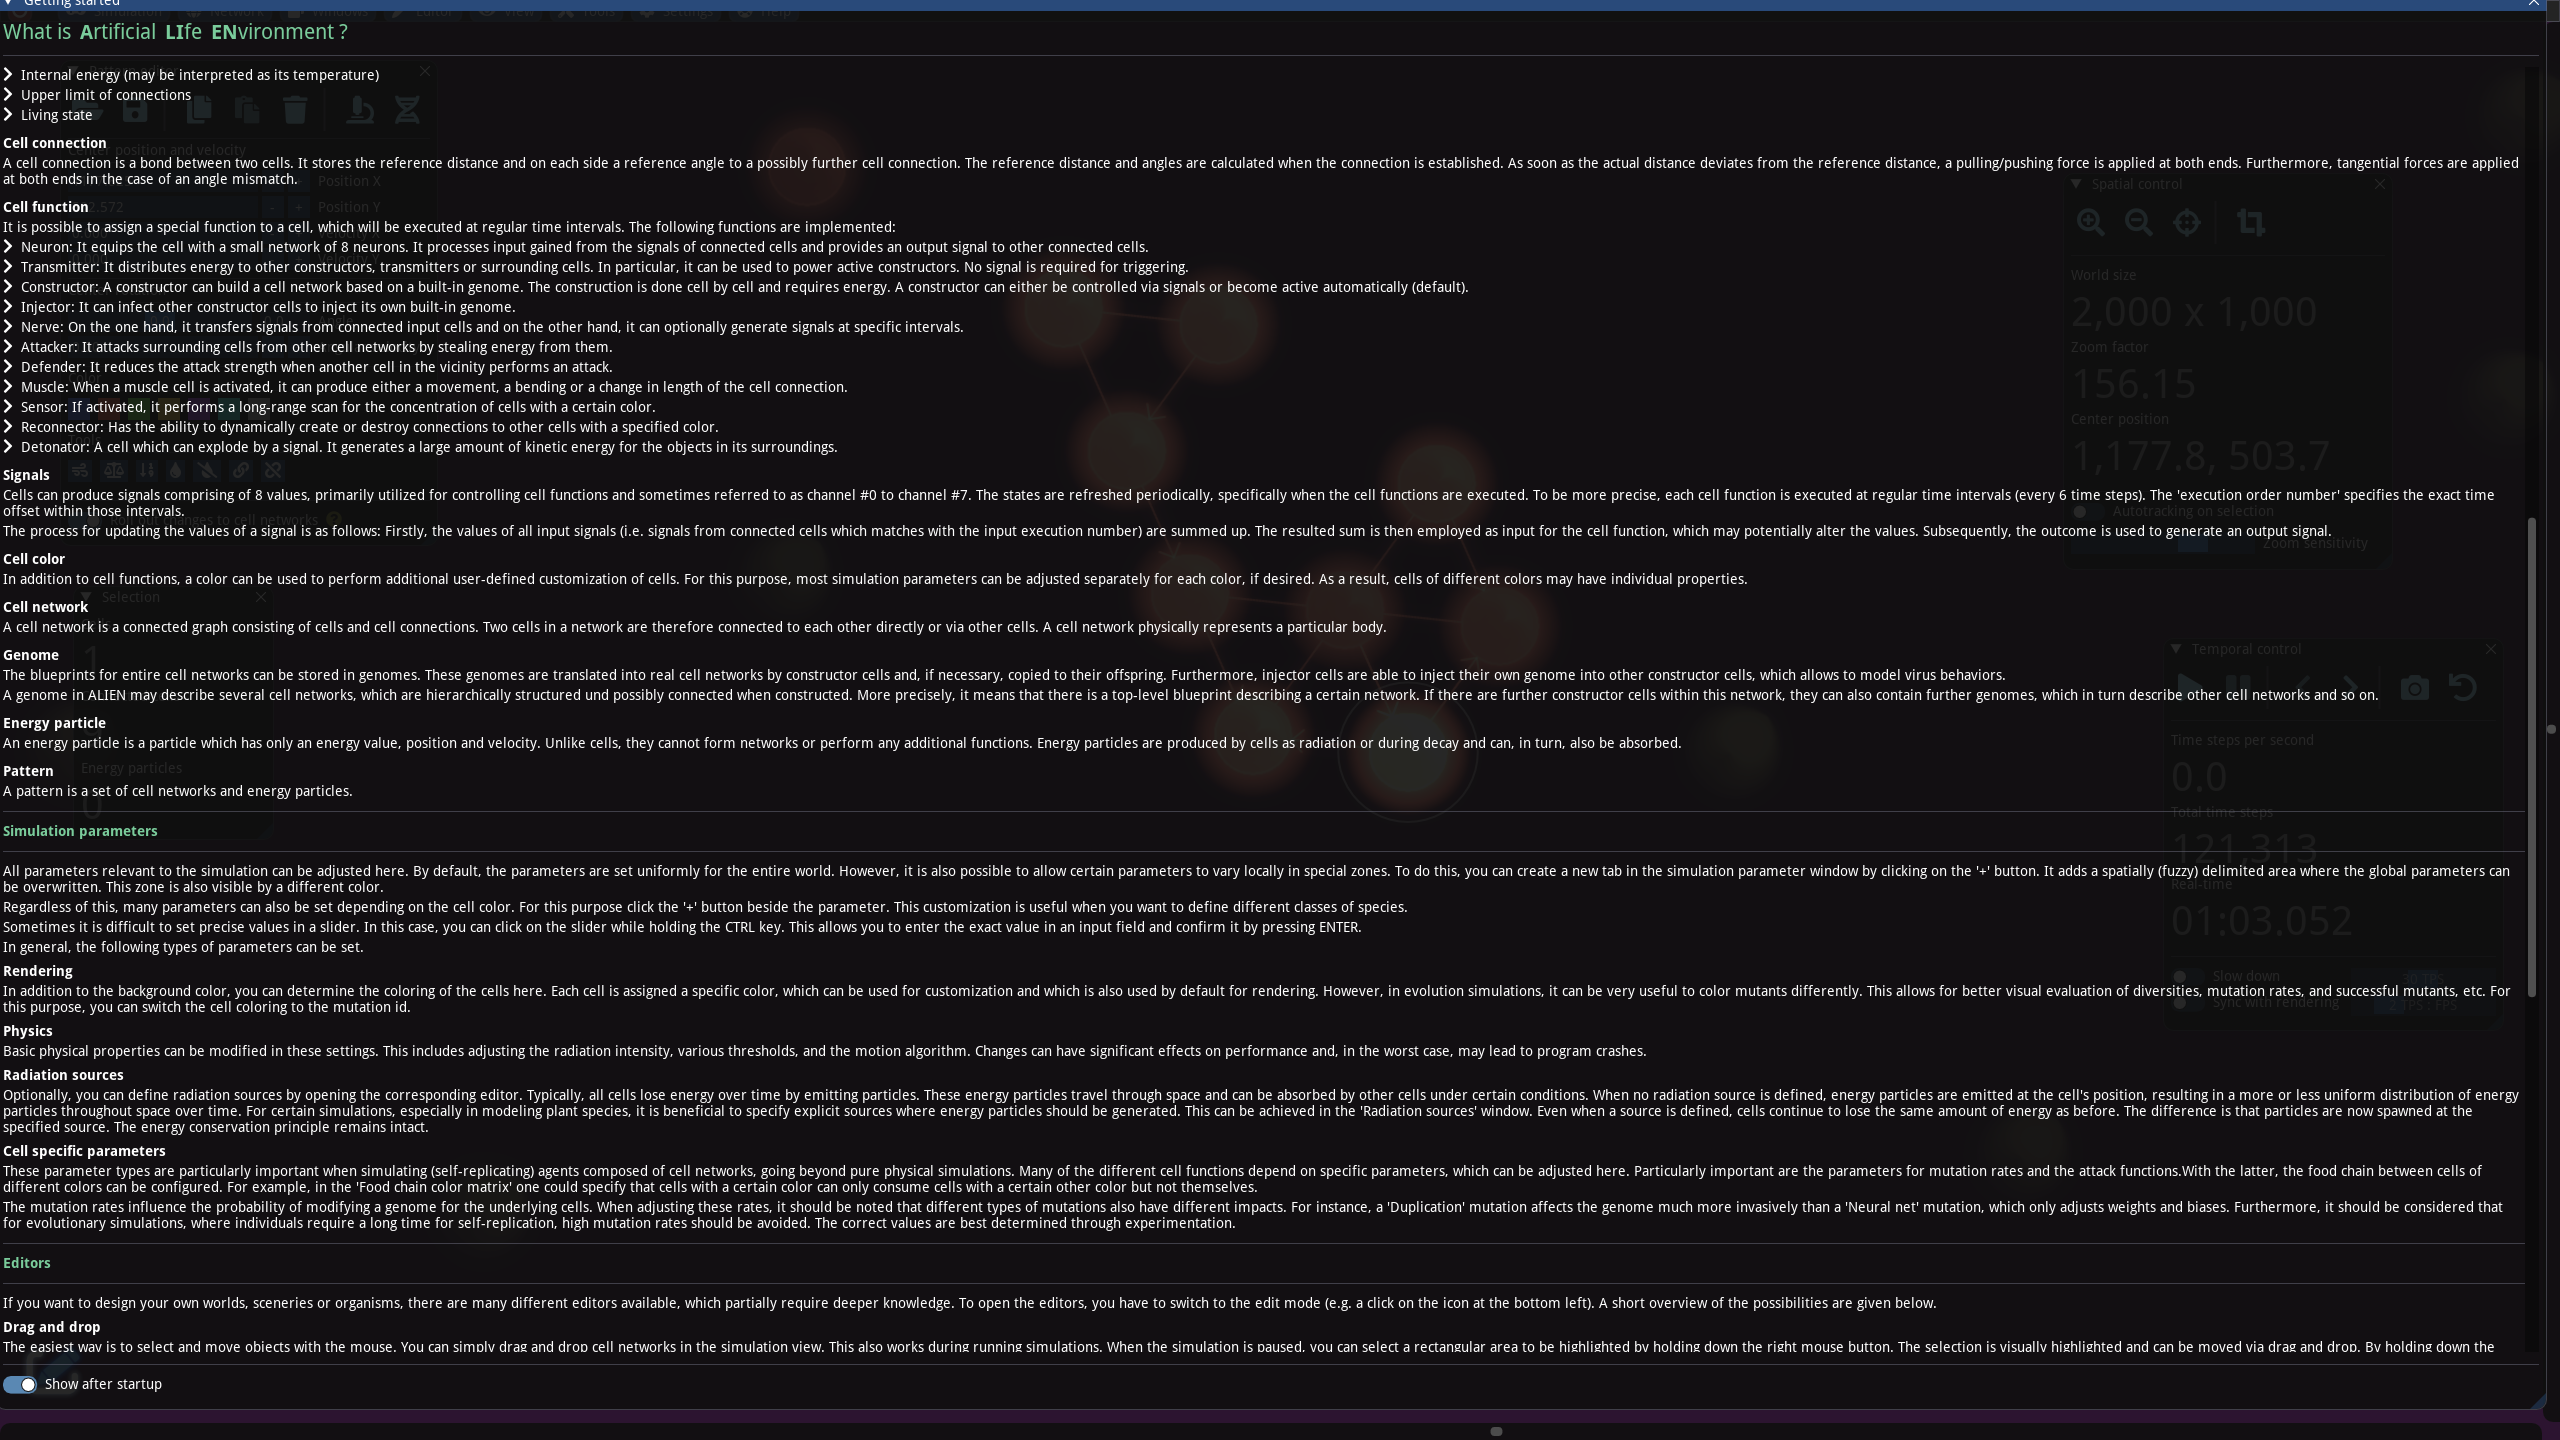 Getting started
What is Artificial LIfe ENvironment ?
Internal energy (may be interpreted as its temperature)
Upper limit of connections
Living state
Cell connection
A cell connection is a bond between two cells. It stores the reference distance and on each side a reference angle to a possibly further cell connection. The reference distance and angles are calculated when the connection is established. As soon as the actual distance deviates from the reference distance, a pulling/pushing force is applied at both ends. Furthermore, tangential forces are applied
at both ends in the case of an angle mismatch.
Cell function
It is possible to assign a special function to a cell, which will be executed at regular time intervals. The following functions are implemented:
Neuron: It equips the cell with a small network of 8 neurons. It processes input gained from the signals of connected cells and provides an output signal to other connected cells.
Transmitter: It distributes energy to other constructors, transmitters or surrounding cells. In particular, it can be used to power active constructors. No signal is required for triggering.
Constructor: A constructor can build a cell network based on a built-in genome. The construction is done cell by cell and requires energy. A constructor can either be controlled via signals or become active automatically (default).
Injector: It can infect other constructor cells to inject its own built-in genome.
Nerve: On the one hand, it transfers signals from connected input cells and on the other hand, it can optionally generate signals at specific intervals.
Attacker: It attacks surrounding cells from other cell networks by stealing energy from them.
Defender: It reduces the attack strength when another cell in the vicinity performs an attack.
Muscle: When a muscle cell is activated, it can produce either a movement, a bending or a change in length of the cell connection.
Sensor: If activated, it performs a long-range scan for the concentration of cells with a certain color.
Reconnector: Has the ability to dynamically create or destroy connections to other cells with a specified color.
Detonator: A cell which can explode by a signal. It generates a large amount of kinetic energy for the objects in its surroundings.
Signals
Cells can produce signals comprising of 8 values, primarily utilized for controlling cell functions and sometimes referred to as channel #0 to channel #7. The states are refreshed periodically, specifically when the cell functions are executed. To be more precise, each cell function is executed at regular time intervals (every 6 time steps). The 'execution order number' specifies the exact time
offset within those intervals.
The process for updating the values of a signal is as follows: Firstly, the values of all input signals (i.e. signals from connected cells which matches with the input execution number) are summed up. The resulted sum is then employed as input for the cell function, which may potentially alter the values. Subsequently, the outcome is used to generate an output signal.
Cell color
In addition to cell functions, a color can be used to perform additional user-defined customization of cells. For this purpose, most simulation parameters can be adjusted separately for each color, if desired. As a result, cells of different colors may have individual properties.
Cell network
A cell network is a connected graph consisting of cells and cell connections. Two cells in a network are therefore connected to each other directly or via other cells. A cell network physically represents a particular body.
Genome
The blueprints for entire cell networks can be stored in genomes. These genomes are translated into real cell networks by constructor cells and, if necessary, copied to their offspring. Furthermore, injector cells are able to inject their own genome into other constructor cells, which allows to model virus behaviors.
A genome in ALIEN may describe several cell networks, which are hierarchically structured und possibly connected when constructed. More precisely, it means that there is a top-level blueprint describing a certain network. If there are further constructor cells within this network, they can also contain further genomes, which in turn describe other cell networks and so on.
Energy particle
An energy particle is a particle which has only an energy value, position and velocity. Unlike cells, they cannot form networks or perform any additional functions. Energy particles are produced by cells as radiation or during decay and can, in turn, also be absorbed.
Pattern
A pattern is a set of cell networks and energy particles.
Simulation parameters
All parameters relevant to the simulation can be adjusted here. By default, the parameters are set uniformly for the entire world. However, it is also possible to allow certain parameters to vary locally in special zones. To do this, you can create a new tab in the simulation parameter window by clicking on the '+' button. It adds a spatially (fuzzy) delimited area where the global parameters can
be overwritten. This zone is also visible by a different color.
Regardless of this, many parameters can also be set depending on the cell color. For this purpose click the '+' button beside the parameter. This customization is useful when you want to define different classes of species.
Sometimes it is difficult to set precise values in a slider. In this case, you can click on the slider while holding the CTRL key. This allows you to enter the exact value in an input field and confirm it by pressing ENTER.
In general, the following types of parameters can be set.
Rendering
In addition to the background color, you can determine the coloring of the cells here. Each cell is assigned a specific color, which can be used for customization and which is also used by default for rendering. However, in evolution simulations, it can be very useful to color mutants differently. This allows for better visual evaluation of diversities, mutation rates, and successful mutants, etc. For
this purpose, you can switch the cell coloring to the mutation id.
Physics
Basic physical properties can be modified in these settings. This includes adjusting the radiation intensity, various thresholds, and the motion algorithm. Changes can have significant effects on performance and, in the worst case, may lead to program crashes.
Radiation sources
Optionally, you can define radiation sources by opening the corresponding editor. Typically, all cells lose energy over time by emitting particles. These energy particles travel through space and can be absorbed by other cells under certain conditions. When no radiation source is defined, energy particles are emitted at the cell's position, resulting in a more or less uniform distribution of energy
particles throughout space over time. For certain simulations, especially in modeling plant species, it is beneficial to specify explicit sources where energy particles should be generated. This can be achieved in the 'Radiation sources' window. Even when a source is defined, cells continue to lose the same amount of energy as before. The difference is that particles are now spawned at the
specified source. The energy conservation principle remains intact.
Cell specific parameters
These parameter types are particularly important when simulating (self-replicating) agents composed of cell networks, going beyond pure physical simulations. Many of the different cell functions depend on specific parameters, which can be adjusted here. Particularly important are the parameters for mutation rates and the attack functions.With the latter, the food chain between cells of
different colors can be configured. For example, in the 'Food chain color matrix' one could specify that cells with a certain color can only consume cells with a certain other color but not themselves.
The mutation rates influence the probability of modifying a genome for the underlying cells. When adjusting these rates, it should be noted that different types of mutations also have different impacts. For instance, a 'Duplication' mutation affects the genome much more invasively than a 'Neural net' mutation, which only adjusts weights and biases. Furthermore, it should be considered that
for evolutionary simulations, where individuals require a long time for self-replication, high mutation rates should be avoided. The correct values are best determined through experimentation.
Editors
If you want to design your own worlds, sceneries or organisms, there are many different editors available, which partially require deeper knowledge. To open the editors, you have to switch to the edit mode (e.g. a click on the icon at the bottom left). A short overview of the possibilities are given below.
Drag and drop
The easiest way is to select and move objects with the mouse. You can simply drag and drop cell networks in the simulation view. This also works during running simulations. When the simulation is paused, you can select a rectangular area to be highlighted by holding down the right mouse button. The selection is visually highlighted and can be moved via drag and drop. By holding down the
Show after startup
Position X
Position Y
Selection
1
Energy particles
0
Spatial control
World size
2,000 x 1,000
Zoom factor
156.15
Center position
1,177.8, 503.7
Autotracking on selection
Zoom sensitivity
Temporal control
Time steps per second
0.0
Total time steps
121,313
Real-time
01:03.052
Slow down
Sync with rendering